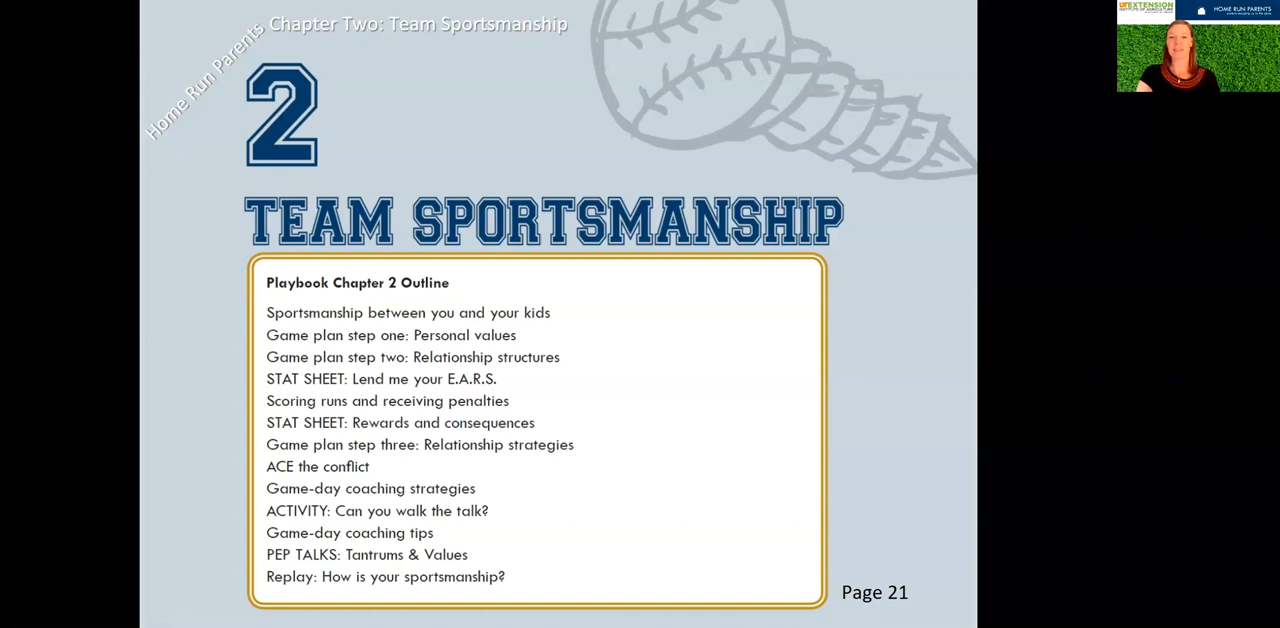 Home Run Parents
Chapter Two: Team Sportsmanship
2
TEAM SPORTSMANSHIP
Playbook Chapter 2 Outline
Sportsmanship between you and your kids
Game plan step one: Personal values
Game plan step two: Relationship structures
STAT SHEET: Lend me your E.A.R.S.
Scoring runs and receiving penalties
STAT SHEET: Rewards and consequences
Game plan step three: Relationship strategies
ACE the conflict
Game-day coaching strategies
ACTIVITY: Can you walk the talk?
Game-day coaching tips
PEP TALKS: Tantrums & Values
Replay: How is your sportsmanship?
Page 21
UTEXTENSION
INSTITUTE OF AGRICULTURE
HOME RUN PARENTS